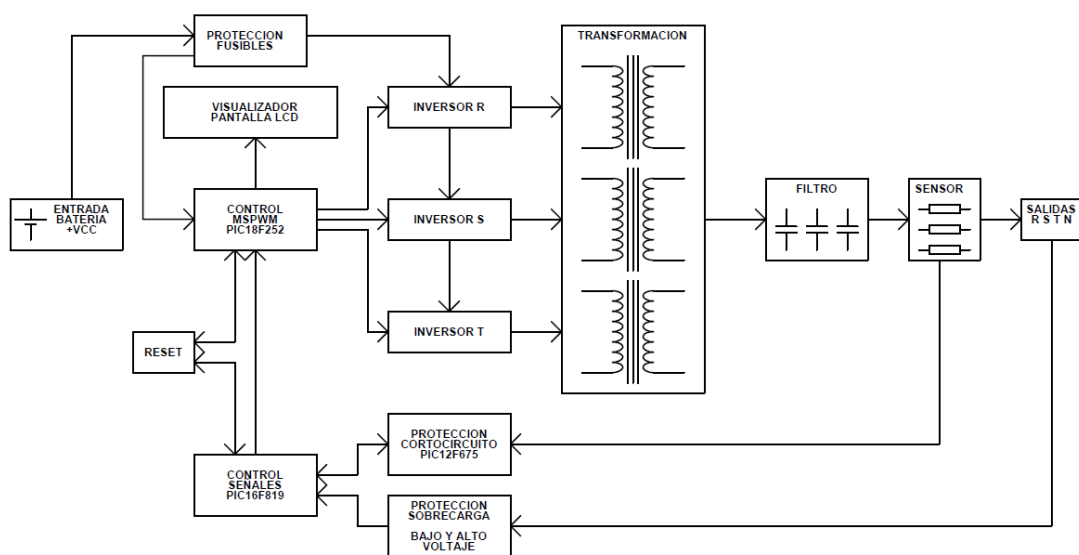 PROTECCION
FUSIBLES
TRANSFORMACION
VISUALIZADOR
PANTALLA LCD
INVERSOR R
ENTRADA
BATERIA
+VCC
CONTROL
MSPWM
PIC18F252
INVERSOR S
FILTRO
SENSOR
SALIDAS
R S T N
INVERSOR T
RESET
PROTECCION
CORTOCIRCUITO
PIC12F675
CONTROL
SEÑALES
PIC16F819
PROTECCION
SOBRECARGA
BAJO Y ALTO
VOLTAJE